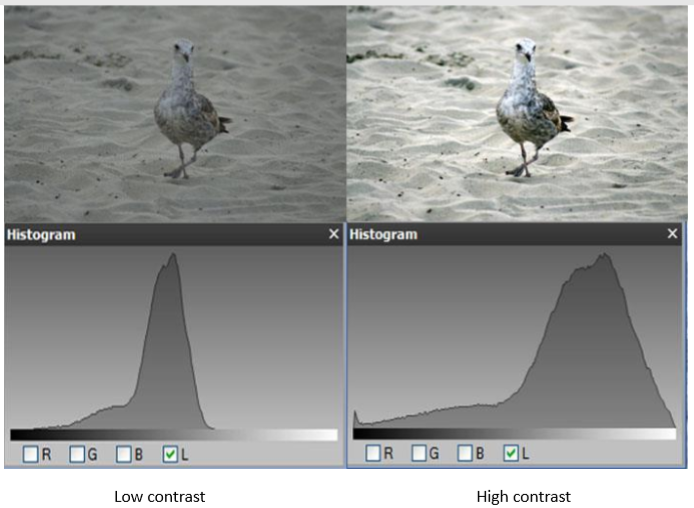 Histogram
Histogram
R G B L
R G B L
Low contrast
High contrast